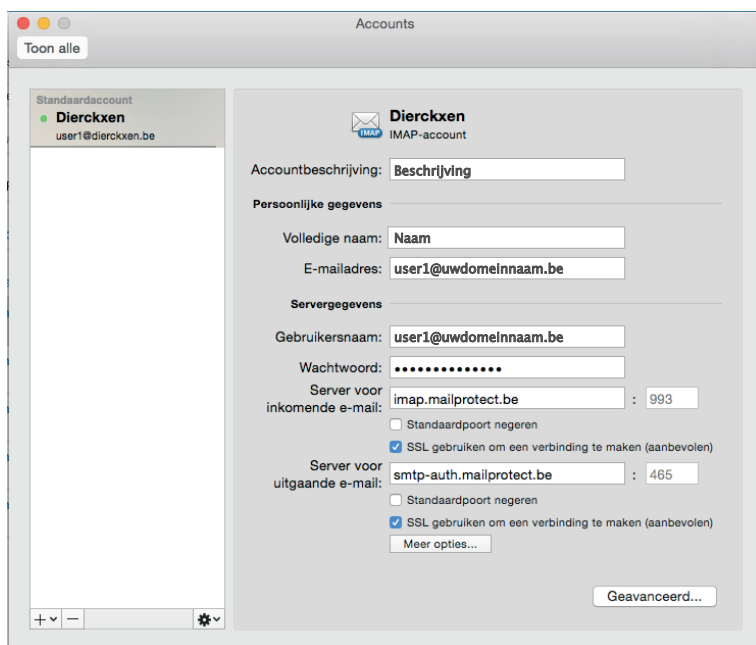 Accounts
Toon alle
Standaardaccount
Dierckxen
user1@dierckxen.be
Dierckxen
IMAP
IMAP-account
Accountbeschrijving: Beschrijving
Persoonlijke gegevens
Volledige naam: Naam
E-mailadres: user1@uwdomeinnaam.be
Servergegevens
Gebruikersnaam: user1@uwdomeinnaam.be
Wachtwoord: ••••••••••••••
Server voor
inkomende e-mail: imap.mailprotect.be : 993
Standaardpoort negeren
SSL gebruiken om een verbinding te maken (aanbevolen)
Server voor
uitgaande e-mail: smtp-auth.mailprotect.be : 465
Standaardpoort negeren
SSL gebruiken om een verbinding te maken (aanbevolen)
Meer opties...
Geavanceerd...